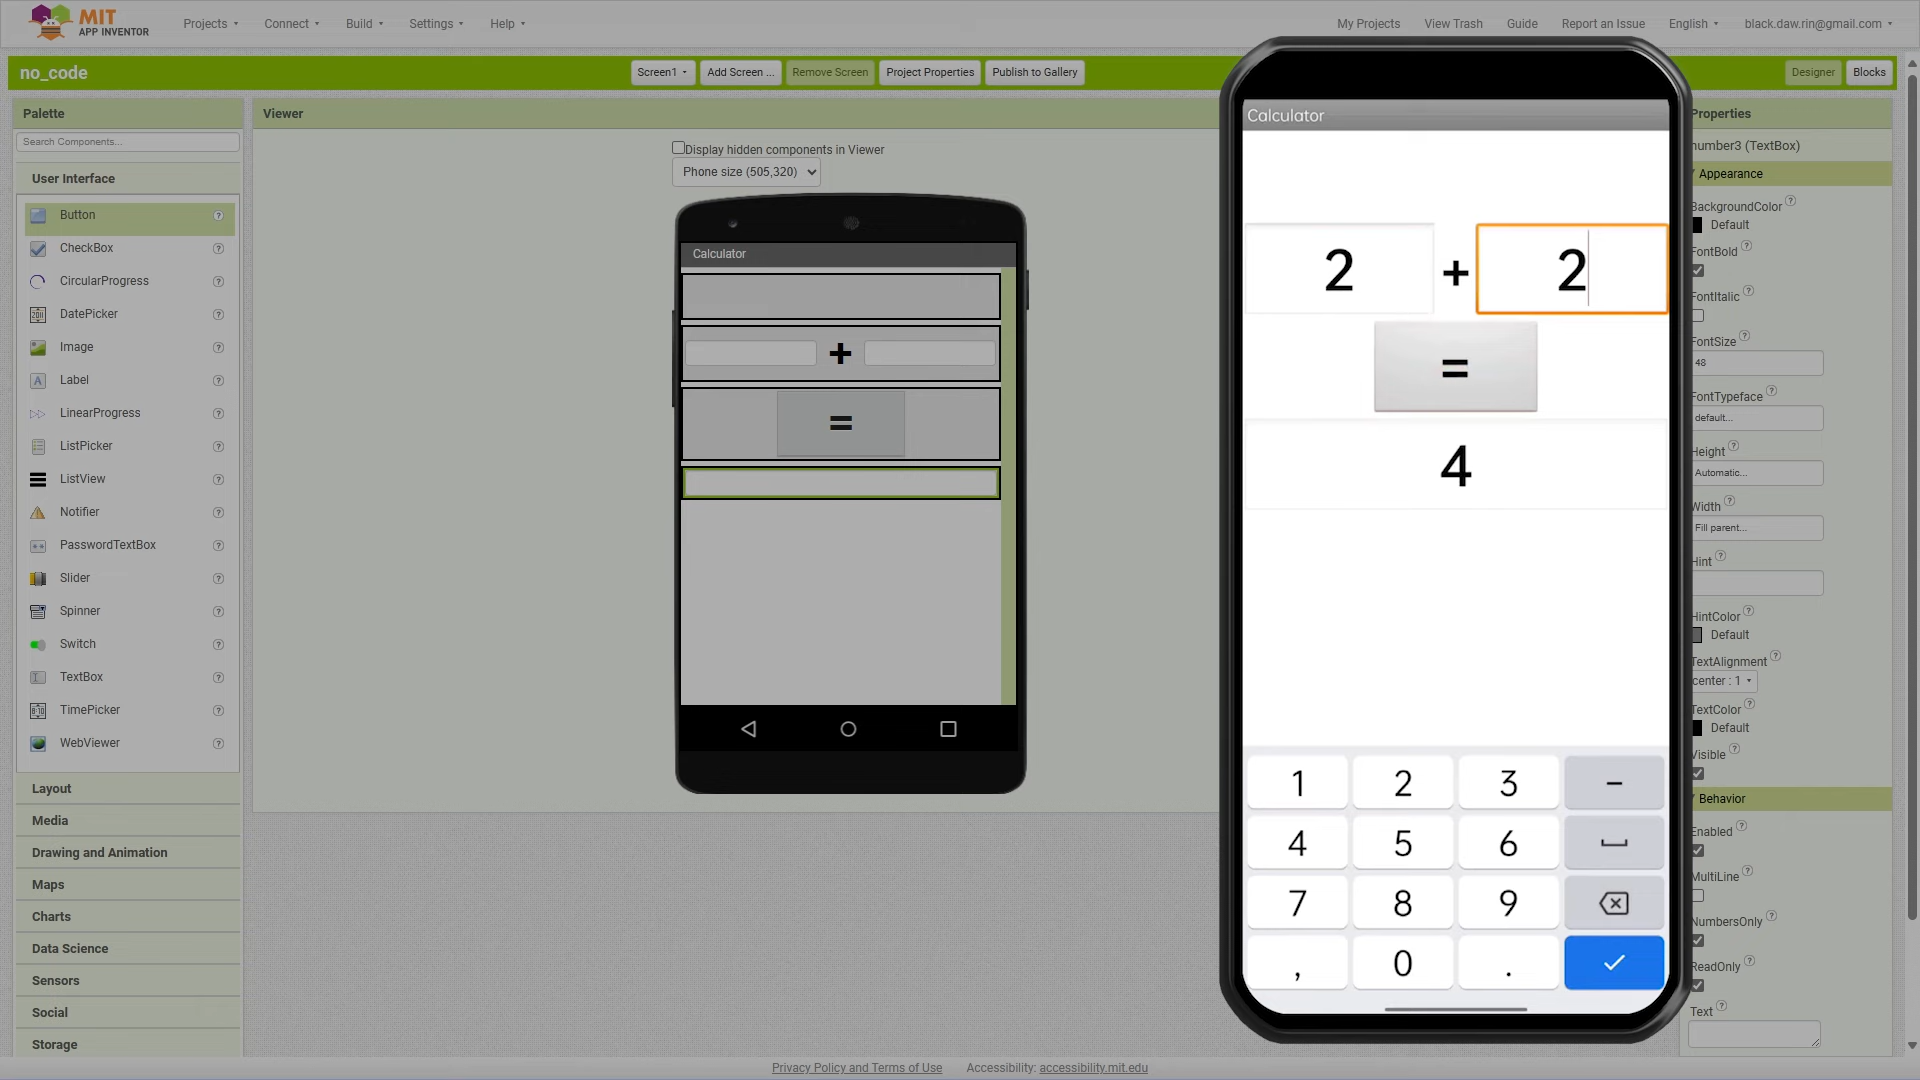 MIT
APP INVENTOR
Projects
Connect
Build
Settings
Help
My Projects
View Trash
Guide
Report an Issue
English
black.daw.rin@gmail.com
no_code
Screen1
Add Screen ...
Remove Screen
Project Properties
Publish to Gallery
Designer
Blocks
Palette
Search Components...
User Interface
Button
CheckBox
CircularProgress
DatePicker
Image
Label
LinearProgress
ListPicker
ListView
Notifier
PasswordTextBox
Slider
Spinner
Switch
TextBox
TimePicker
WebViewer
Layout
Media
Drawing and Animation
Maps
Charts
Data Science
Sensors
Social
Storage
Viewer
Display hidden components in Viewer
Phone size (505,320)
Calculator
+
=
Calculator
2 + 2
=
4
1 2 3 –
4 5 6
7 8 9
, 0 .
Properties
number3 (TextBox)
Appearance
BackgroundColor
Default
FontBold
FontItalic
FontSize
48
FontTypeface
default...
Height
Automatic...
Width
Fill parent...
Hint
HintColor
Default
TextAlignment
center : 1
TextColor
Default
Visible
Behavior
Enabled
MultiLine
NumbersOnly
ReadOnly
Text
Privacy Policy and Terms of Use
Accessibility: accessibility.mit.edu